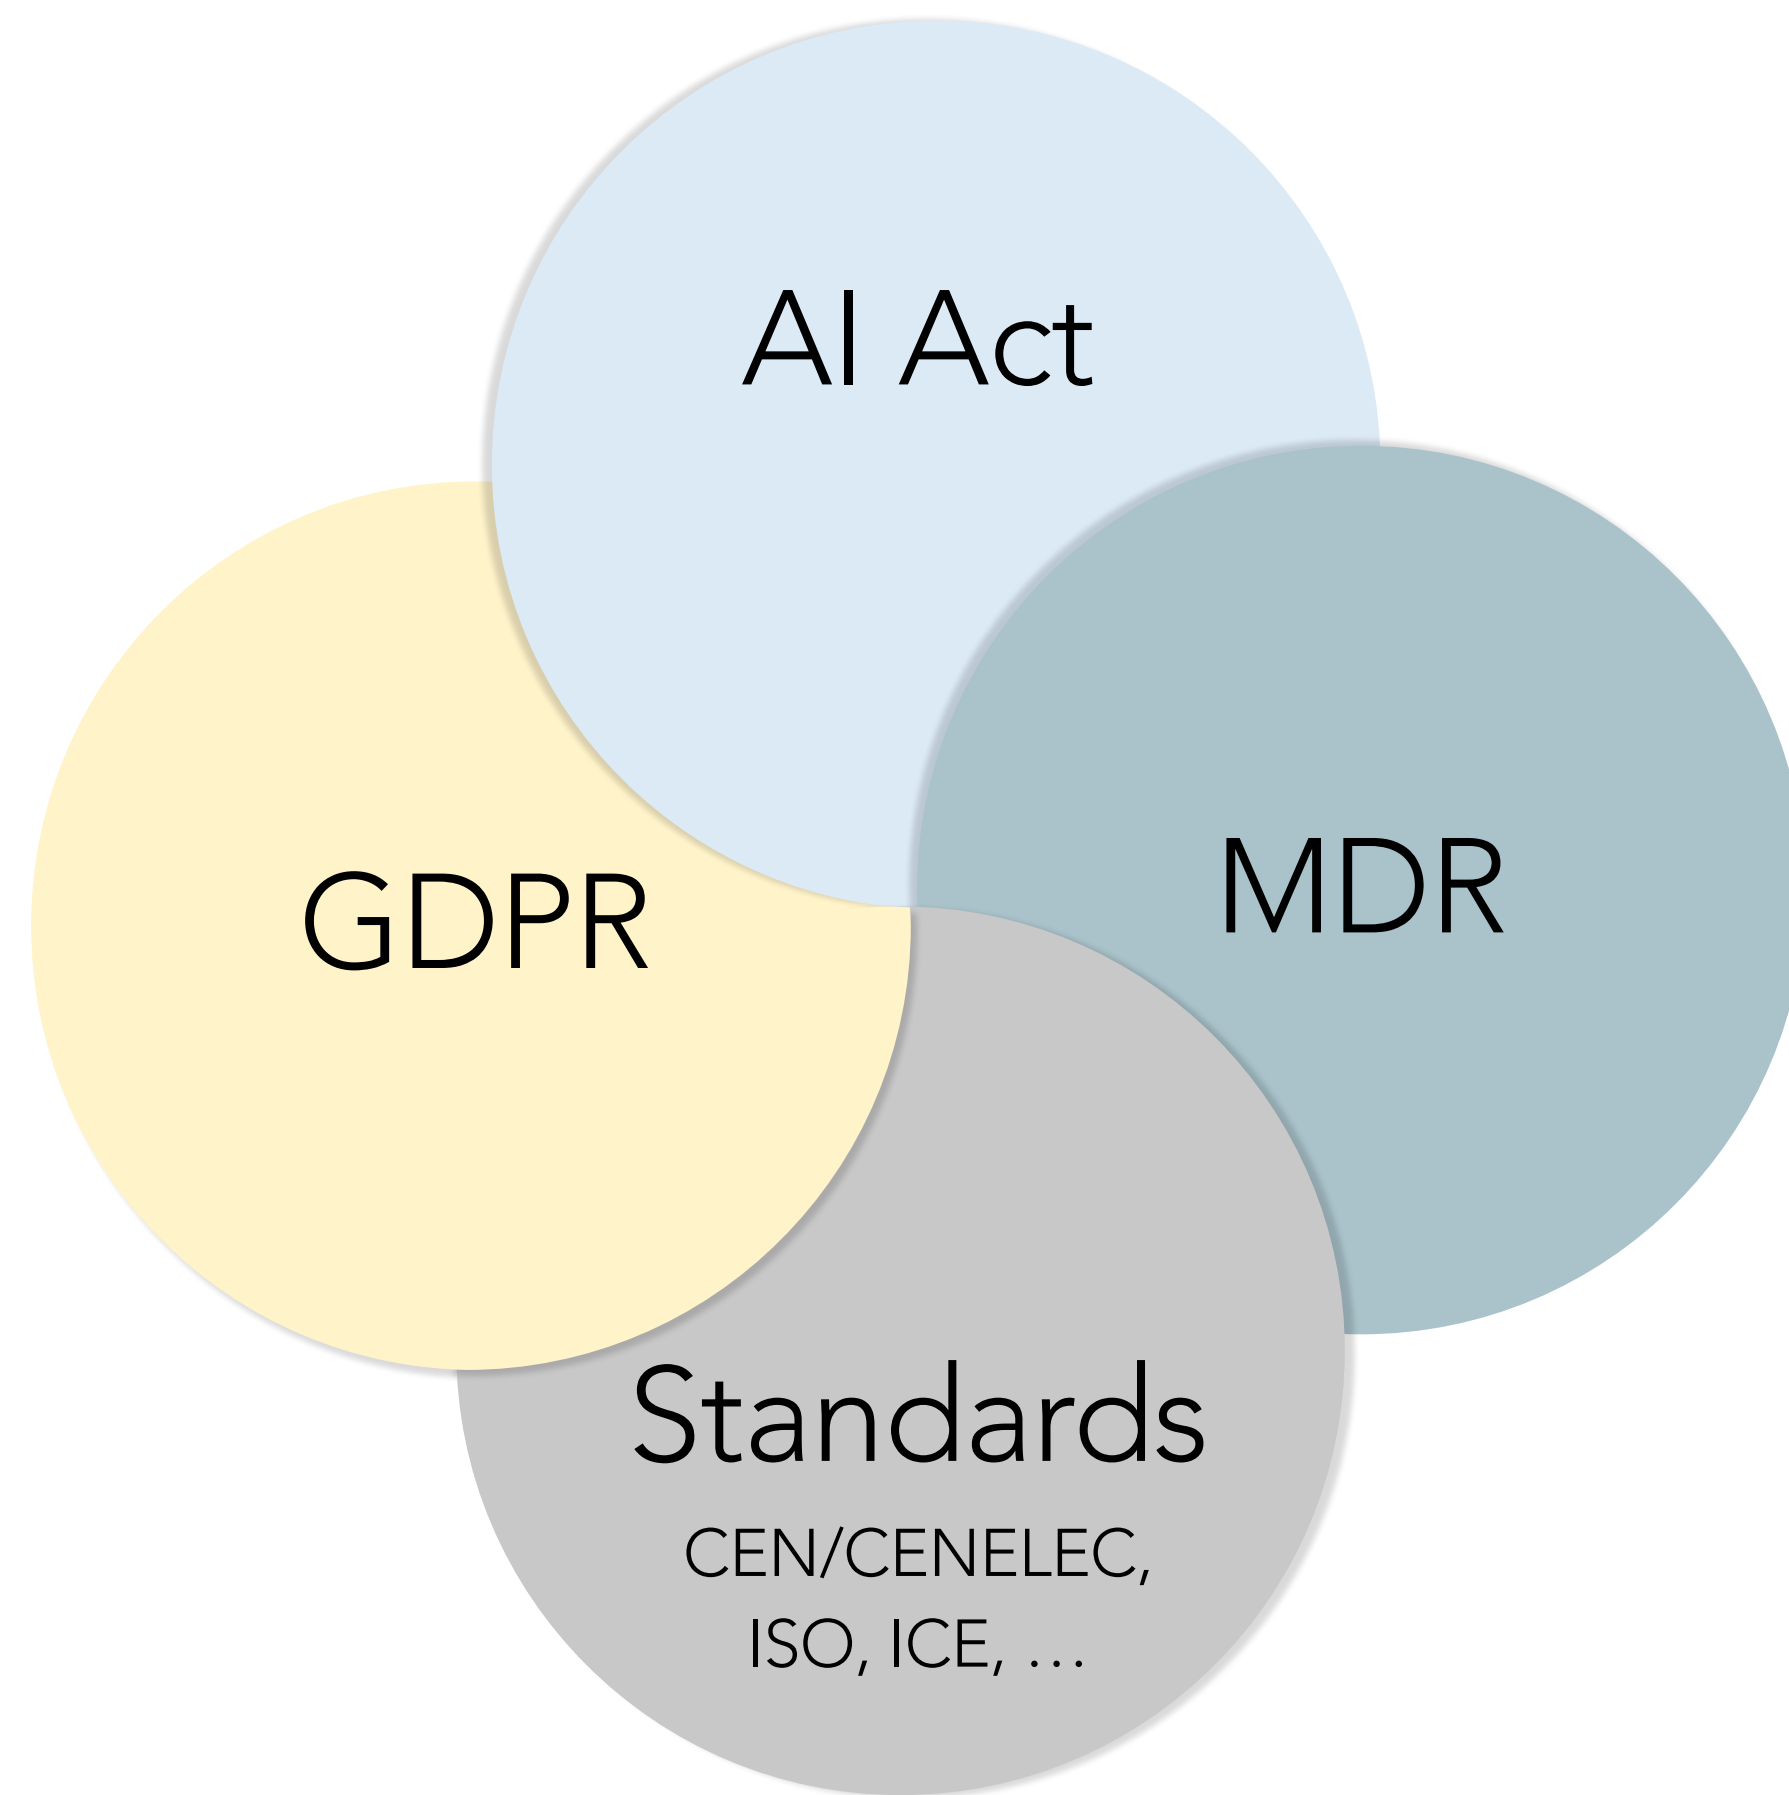 AI Act
GDPR
MDR
Standards
CEN/CENELEC,
ISO, ICE, ...